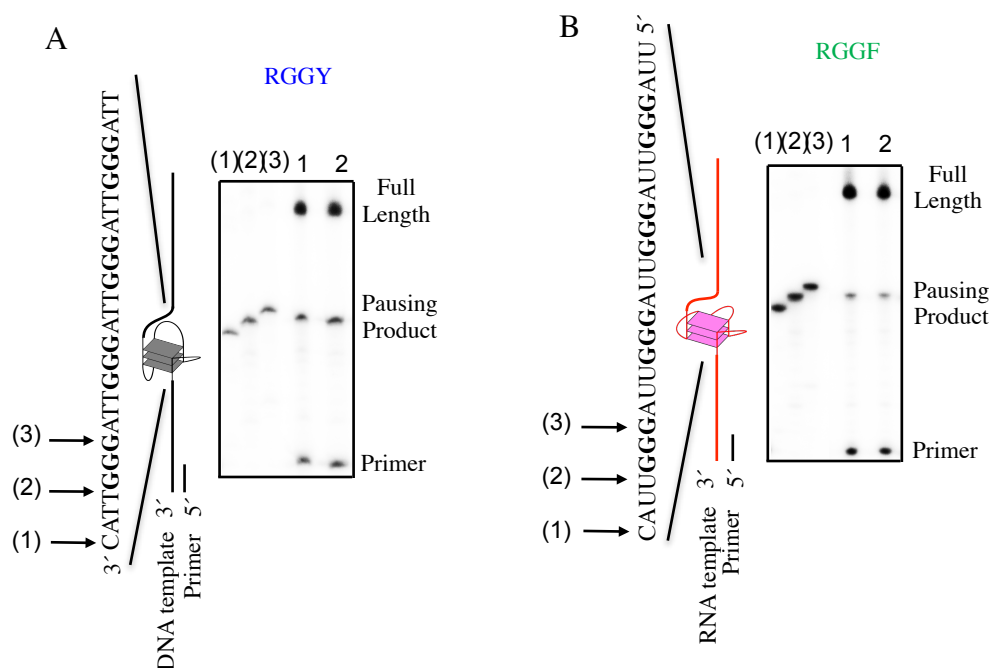 A
RGGY
3´ CATTGGGATTGGGATTGGGATTGGGATT
(1)(2)(3) 1 2
Full
Length
Pausing
Product
Primer
(3)
(2)
(1)
DNA template 3´
Primer 5´
B
RGGF
CAUUGGGAUUGGGAUUGGGAUUGGGAUU 5´
(1)(2)(3) 1 2
Full
Length
Pausing
Product
Primer
(3)
(2)
(1)
RNA template 3´
Primer 5´